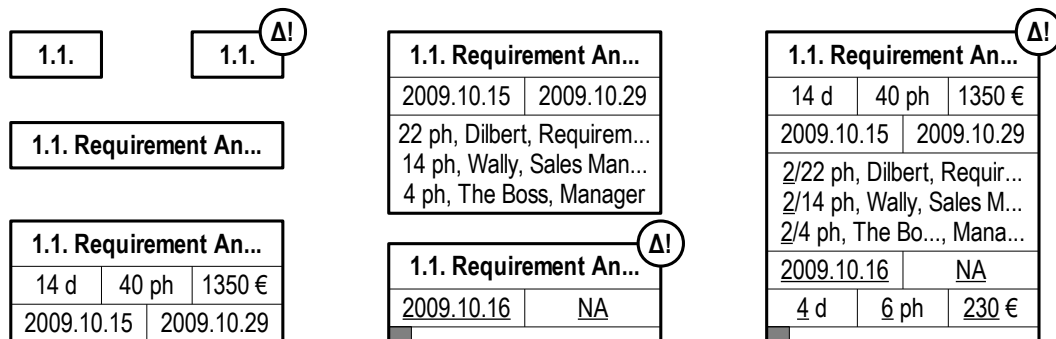 1.1.
1.1.
Δ!
1.1. Requirement An...
1.1. Requirement An...
14 d 40 ph 1350 €
2009.10.15 2009.10.29
1.1. Requirement An...
2009.10.15 2009.10.29
22 ph, Dilbert, Requirem...
14 ph, Wally, Sales Man...
4 ph, The Boss, Manager
Δ!
1.1. Requirement An...
2009.10.16 NA
Δ!
1.1. Requirement An...
14 d 40 ph 1350 €
2009.10.15 2009.10.29
2/22 ph, Dilbert, Requir...
2/14 ph, Wally, Sales M...
2/4 ph, The Bo..., Mana...
2009.10.16 NA
4 d 6 ph 230 €